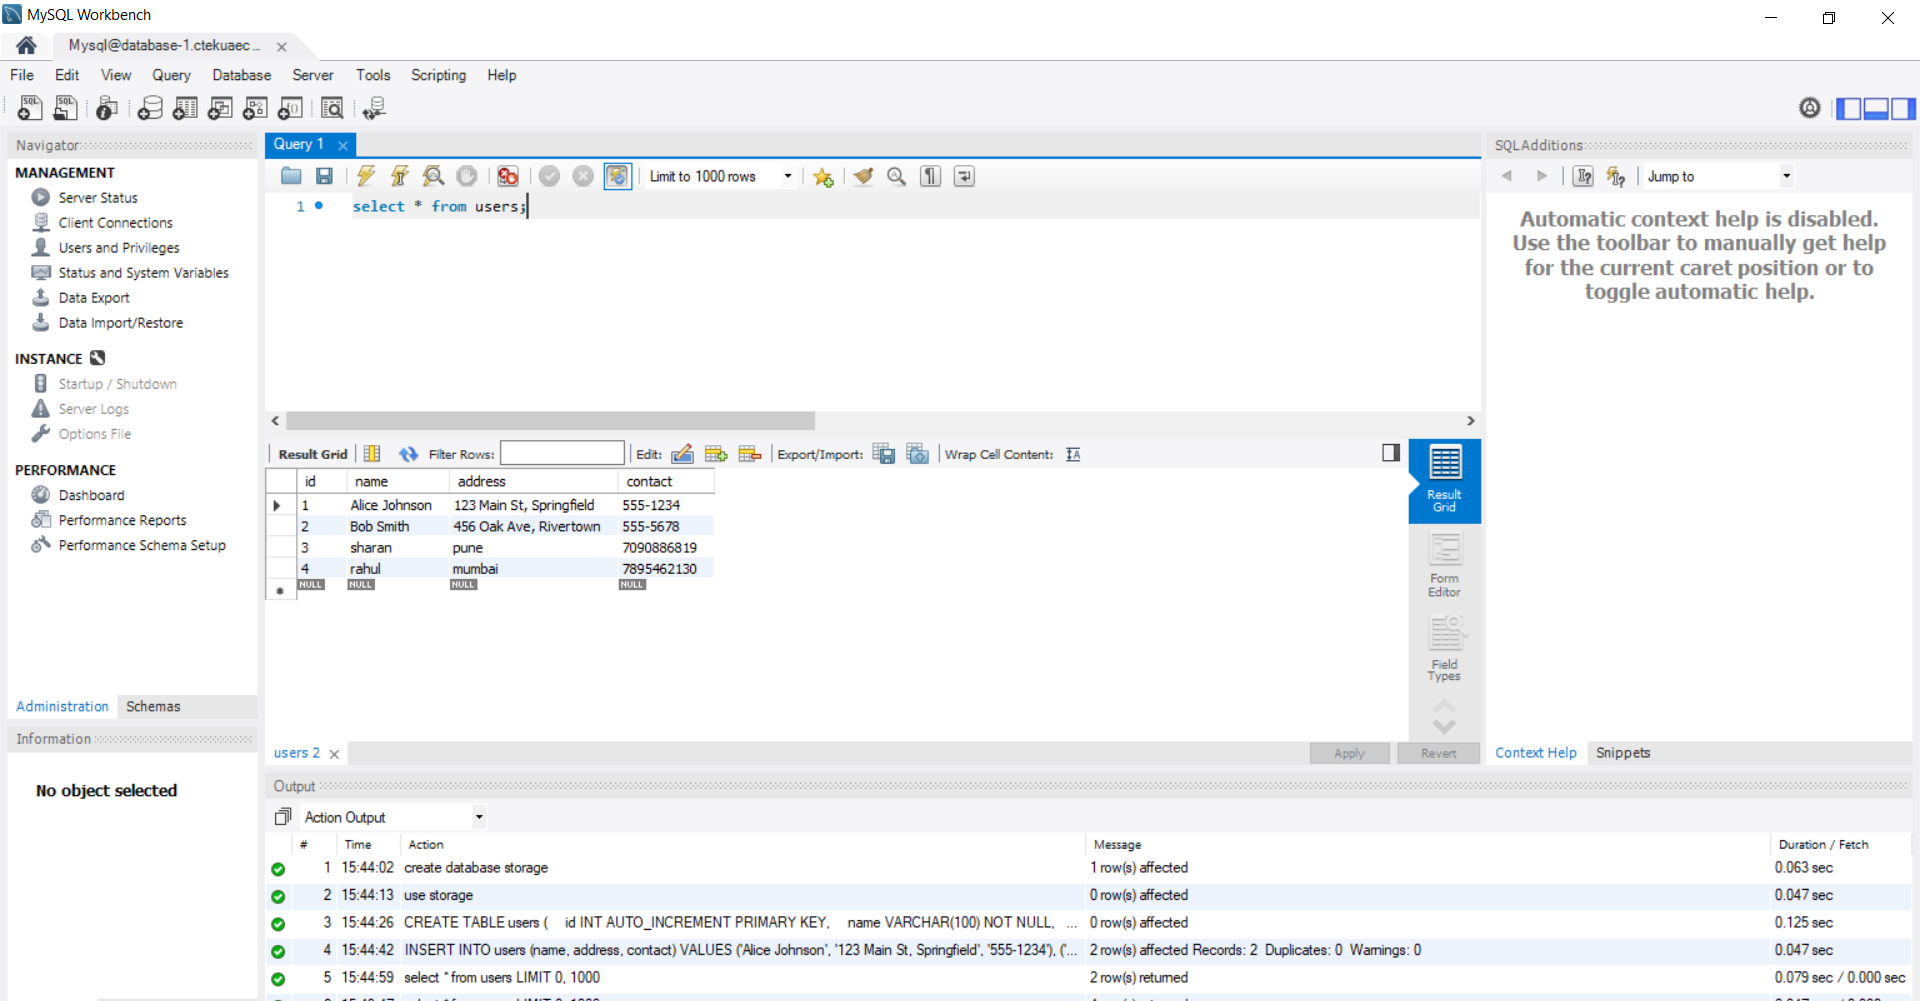 MySQL Workbench
Mysql@database-1.ctekuaec...
File Edit View Query Database Server Tools Scripting Help
Navigator
MANAGEMENT
Server Status
Client Connections
Users and Privileges
Status and System Variables
Data Export
Data Import/Restore
INSTANCE
Startup / Shutdown
Server Logs
Options File
PERFORMANCE
Dashboard
Performance Reports
Performance Schema Setup
Administration Schemas
Information
No object selected
Query 1
Limit to 1000 rows
1 select * from users;
Result Grid Filter Rows: Edit: Export/Import: Wrap Cell Content:
id name address contact
1 Alice Johnson 123 Main St, Springfield 555-1234
2 Bob Smith 456 Oak Ave, Rivertown 555-5678
3 sharan pune 7090886819
4 rahul mumbai 7895462130
NULL NULL NULL NULL
Result
Grid
Form
Editor
Field
Types
users 2
Apply Revert
SQLAdditions
Jump to
Automatic context help is disabled.
Use the toolbar to manually get help
for the current caret position or to
toggle automatic help.
Context Help Snippets
Output
Action Output
# Time Action Message Duration / Fetch
1 15:44:02 create database storage 1 row(s) affected 0.063 sec
2 15:44:13 use storage 0 row(s) affected 0.047 sec
3 15:44:26 CREATE TABLE users ( id INT AUTO_INCREMENT PRIMARY KEY, name VARCHAR(100) NOT NULL, ... 0 row(s) affected 0.125 sec
4 15:44:42 INSERT INTO users (name, address, contact) VALUES ('Alice Johnson', '123 Main St, Springfield', '555-1234'), ('... 2 row(s) affected Records: 2 Duplicates: 0 Warnings: 0 0.047 sec
5 15:44:59 select * from users LIMIT 0, 1000 2 row(s) returned 0.079 sec / 0.000 sec